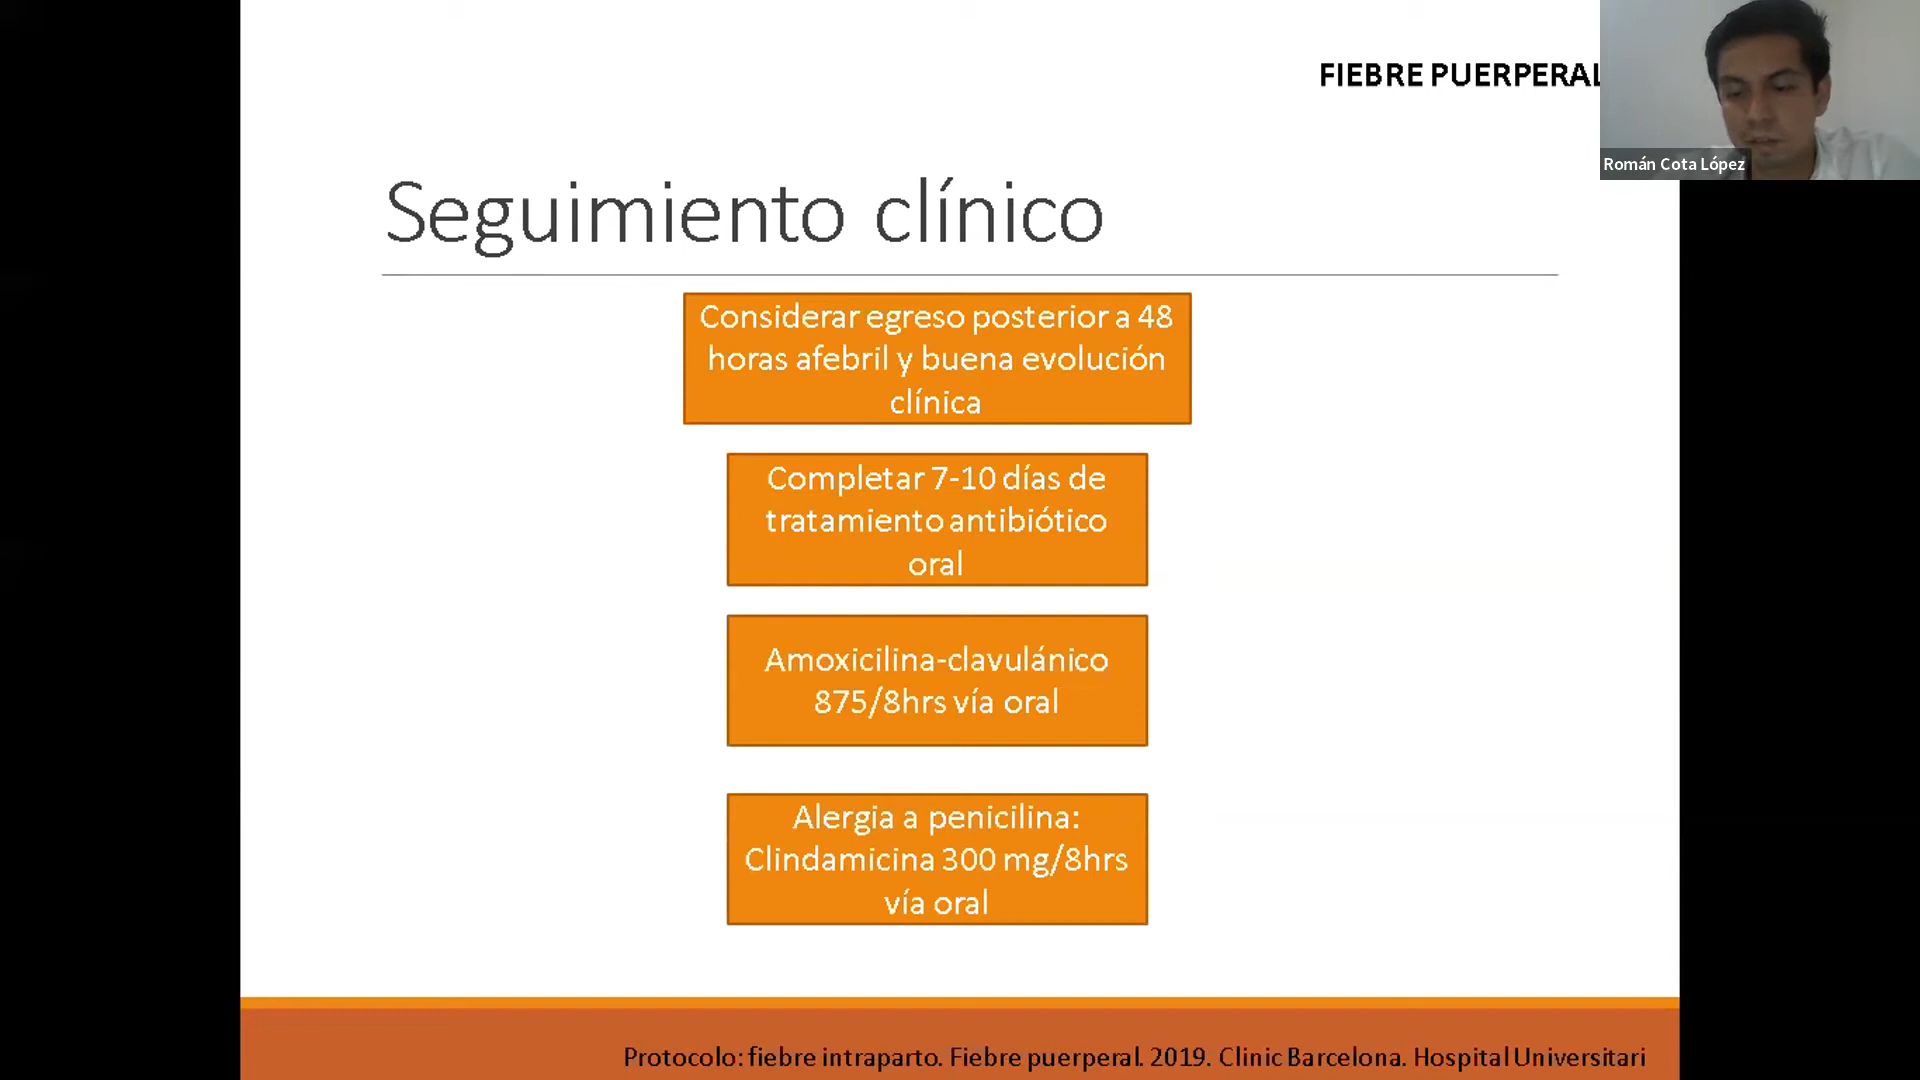 FIEBRE PUERPERAL
Román Cota López
Seguimiento clínico
Considerar egreso posterior a 48
horas afebril y buena evolución
clínica
Completar 7-10 días de
tratamiento antibiótico
oral
Amoxicilina-clavulánico
875/8hrs vía oral
Alergia a penicilina:
Clindamicina 300 mg/8hrs
vía oral
Protocolo: fiebre intraparto. Fiebre puerperal. 2019. Clinic Barcelona. Hospital Universitari